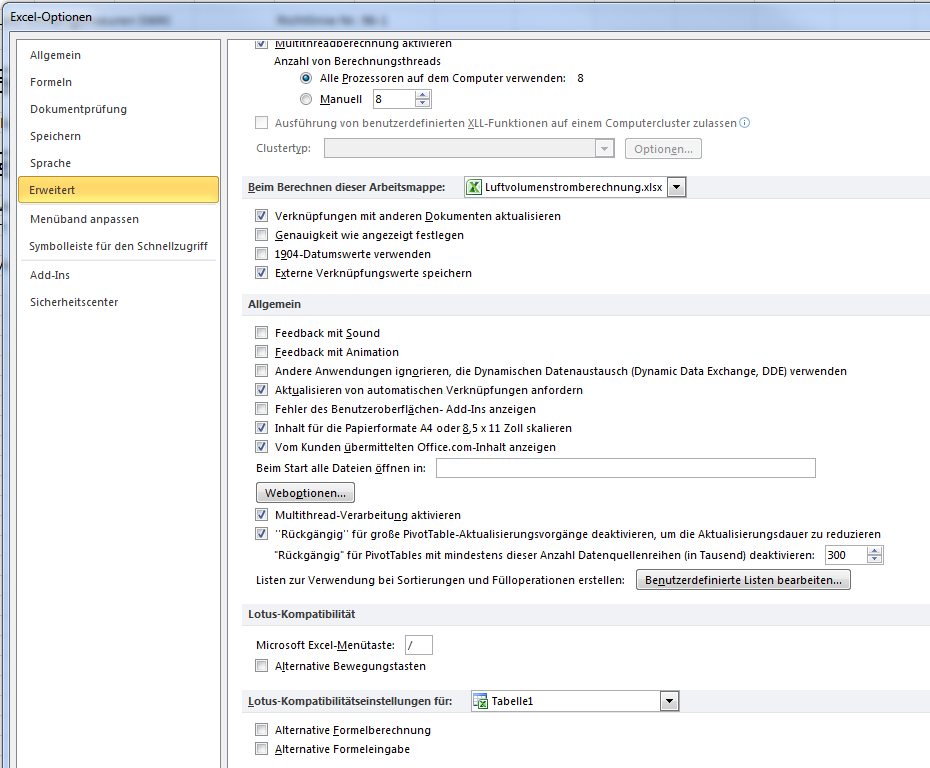 Excel-Optionen
Allgemein
Formeln
Dokumentprüfung
Speichern
Sprache
Erweitert
Menüband anpassen
Symbolleiste für den Schnellzugriff
Add-Ins
Sicherheitscenter
Multithreadberechnung aktivieren
Anzahl von Berechnungsthreads
Alle Prozessoren auf dem Computer verwenden: 8
Manuell 8
Ausführung von benutzerdefinierten XLL-Funktionen auf einem Computercluster zulassen
Clustertyp: Optionen...
Beim Berechnen dieser Arbeitsmappe: Luftvolumenstromberechnung.xlsx
Verknüpfungen mit anderen Dokumenten aktualisieren
Genauigkeit wie angezeigt festlegen
1904-Datumswerte verwenden
Externe Verknüpfungswerte speichern
Allgemein
Feedback mit Sound
Feedback mit Animation
Andere Anwendungen ignorieren, die Dynamischen Datenaustausch (Dynamic Data Exchange, DDE) verwenden
Aktualisieren von automatischen Verknüpfungen anfordern
Fehler des Benutzeroberflächen- Add-Ins anzeigen
Inhalt für die Papierformate A4 oder 8,5 x 11 Zoll skalieren
Vom Kunden übermittelten Office.com-Inhalt anzeigen
Beim Start alle Dateien öffnen in:
Weboptionen...
Multithread-Verarbeitung aktivieren
"Rückgängig" für große PivotTable-Aktualisierungsvorgänge deaktivieren, um die Aktualisierungsdauer zu reduzieren
"Rückgängig" für PivotTables mit mindestens dieser Anzahl Datenquellenreihen (in Tausend) deaktivieren: 300
Listen zur Verwendung bei Sortierungen und Fülloperationen erstellen: Benutzerdefinierte Listen bearbeiten...
Lotus-Kompatibilität
Microsoft Excel-Menütaste: /
Alternative Bewegungstasten
Lotus-Kompatibilitätseinstellungen für: Tabelle1
Alternative Formelberechnung
Alternative Formeleingabe